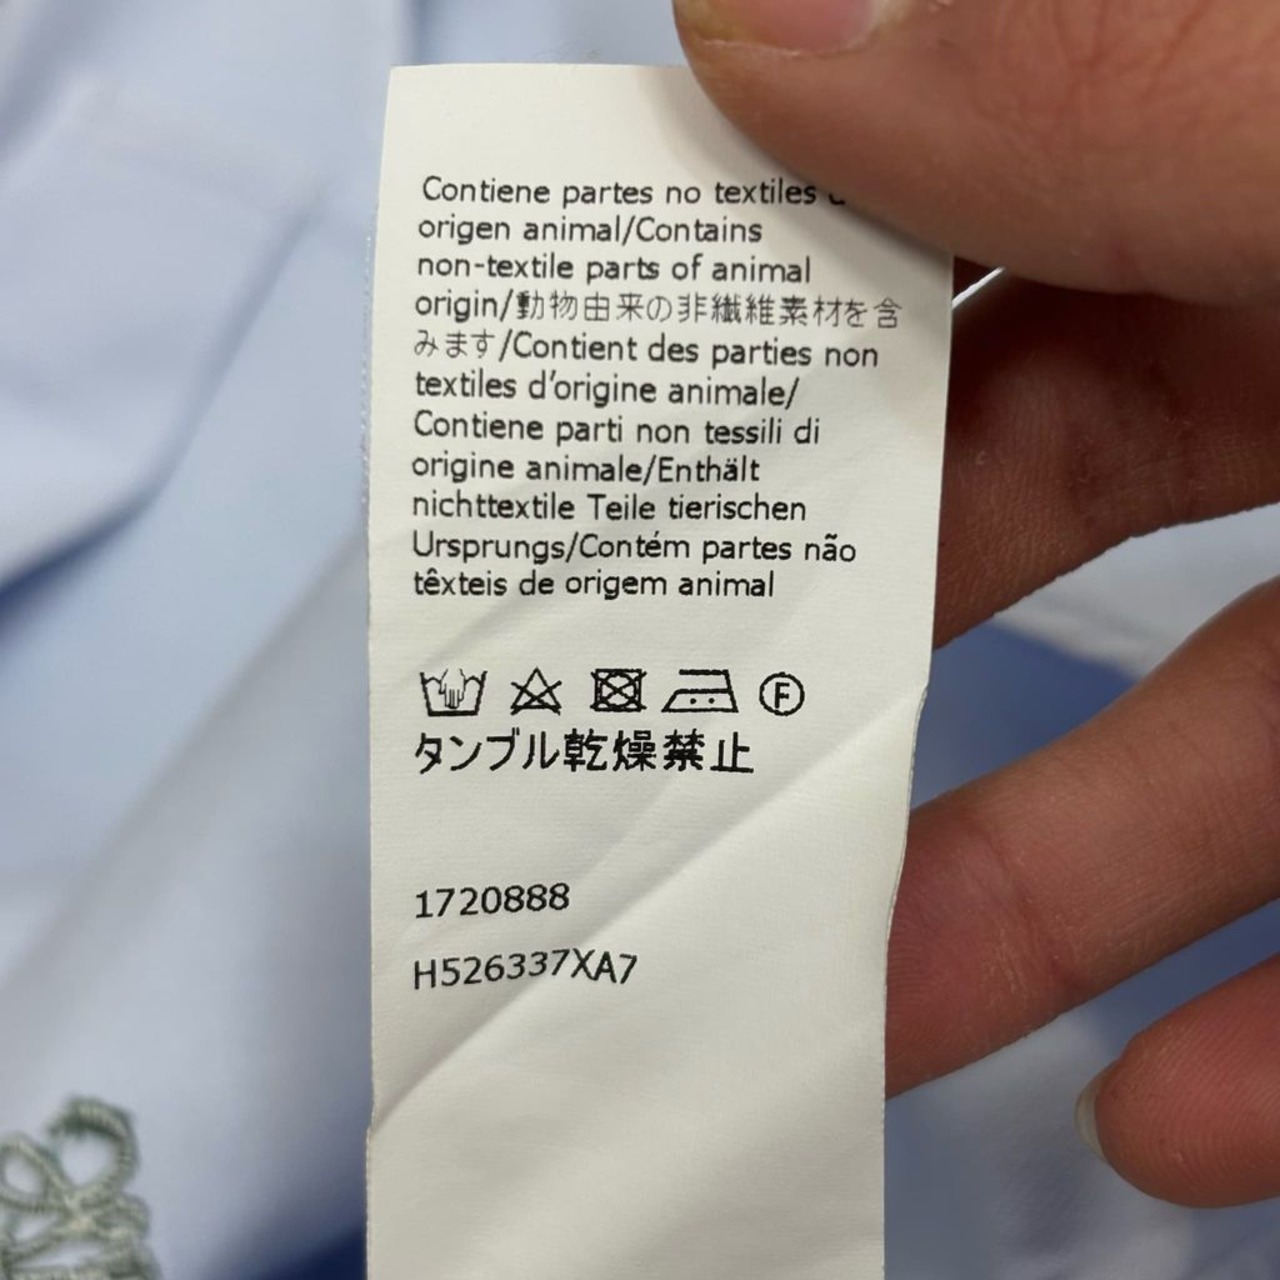 Contiene partes no textiles
origen animal/Contains
non-textile parts of animal
origin/動物由来の非繊維素材を含
みます/Contient des parties non
textiles d'origine animale/
Contiene parti non tessili di
origine animale/Enthält
nichttextile Teile tierischen
Ursprungs/Contém partes não
têxteis de origem animal
F
タンブル乾燥禁止
1720888
H526337XA7